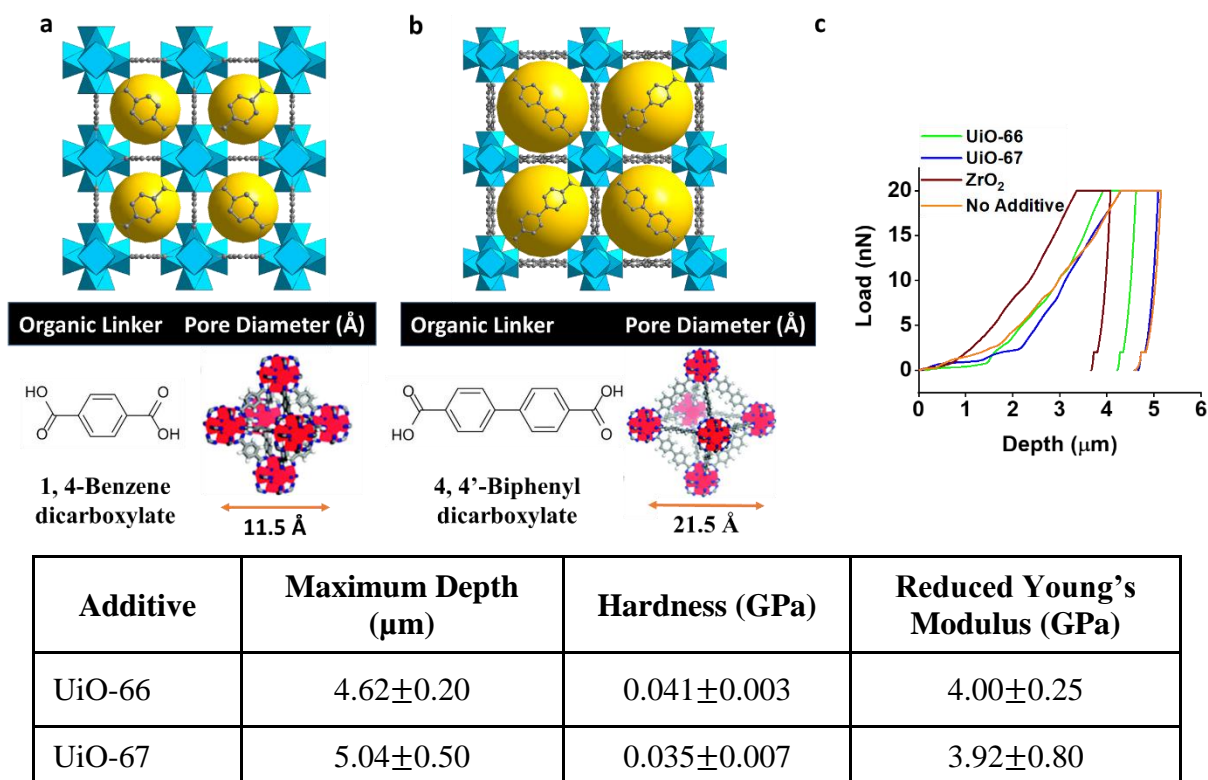 a
b
c
UiO-66
UiO-67
ZrO2
No Additive
20
15
10
5
0
Load (nN)
0 1 2 3 4 5 6
Depth (μm)
Organic Linker Pore Diameter (Å)
HO
O
O
OH
1, 4-Benzene
dicarboxylate
11.5 Å
Organic Linker Pore Diameter (Å)
O
HO
OH
O
4, 4’-Biphenyl
dicarboxylate
21.5 Å
Additive
Maximum Depth
(µm)
Hardness (GPa)
Reduced Young’s
Modulus (GPa)
UiO-66 4.62±0.20 0.041±0.003 4.00±0.25
UiO-67 5.04±0.50 0.035±0.007 3.92±0.80